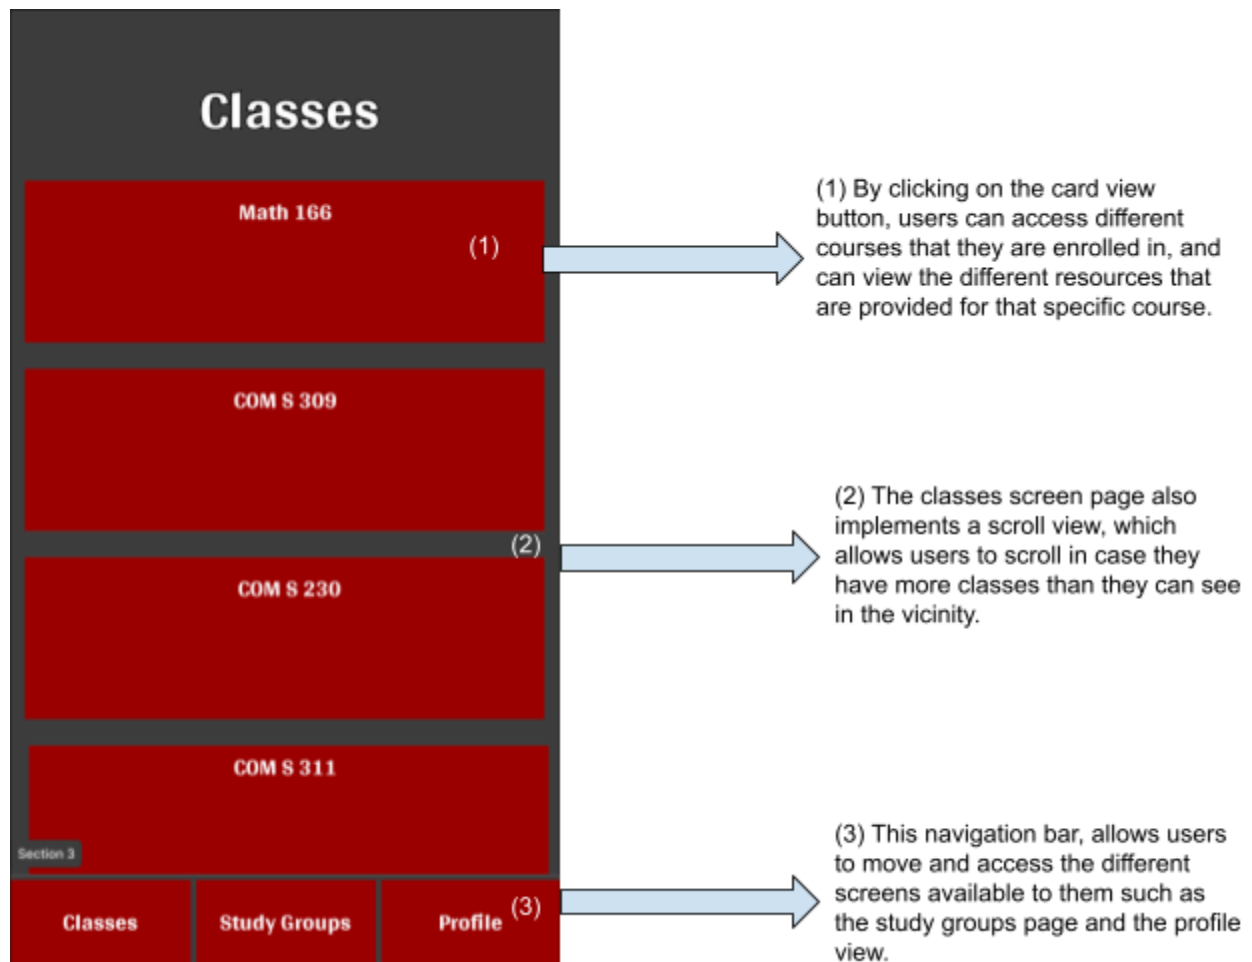 Classes
Math 166
(1)
(1) By clicking on the card view
button, users can access different
courses that they are enrolled in, and
can view the different resources that
are provided for that specific course.
COM S 309
(2)
(2) The classes screen page also
implements a scroll view, which
allows users to scroll in case they
have more classes than they can see
in the vicinity.
COM S 230
COM S 311
Section 3
Classes
Study Groups
Profile
(3)
(3) This navigation bar, allows users
to move and access the different
screens available to them such as
the study groups page and the profile
view.